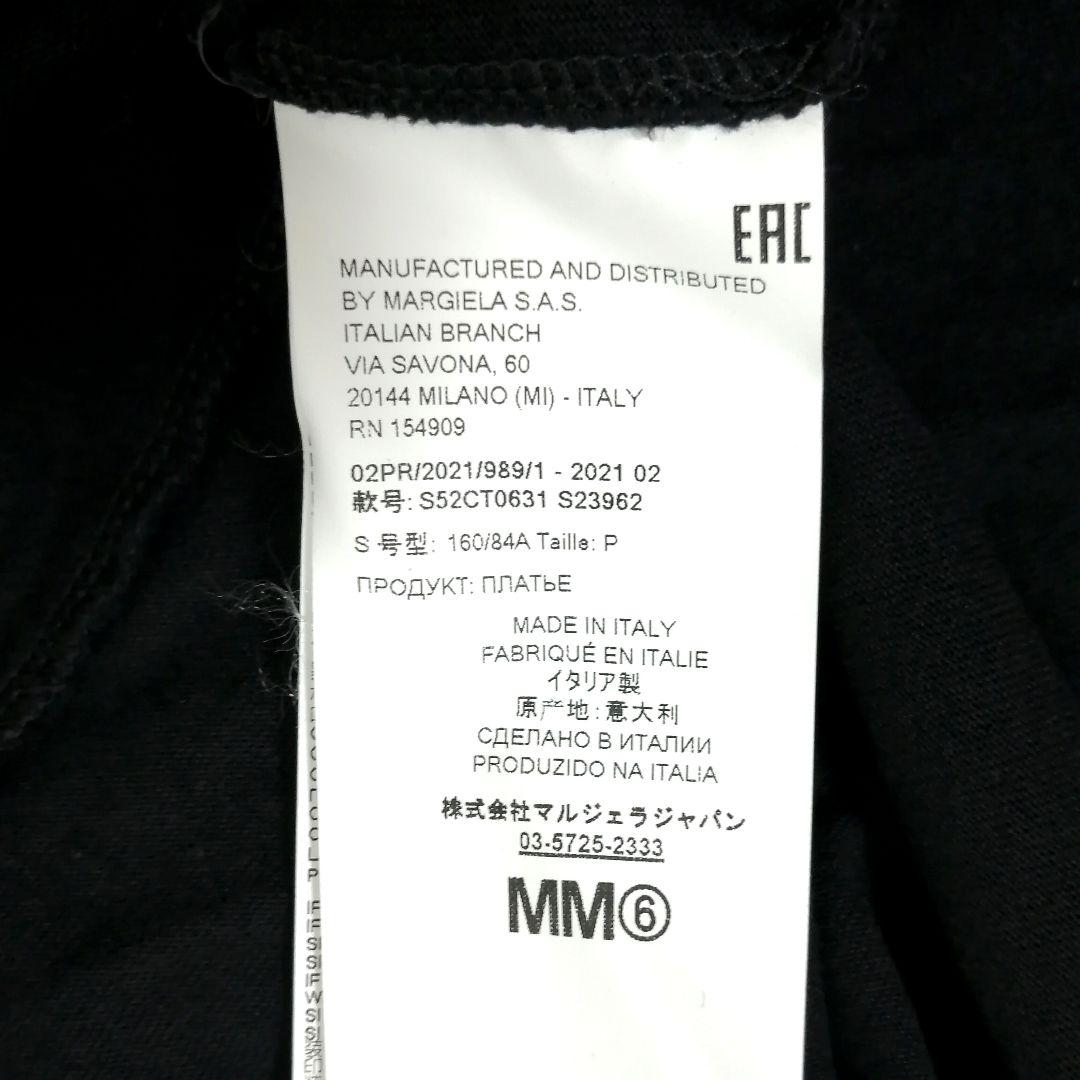 EAC
MANUFACTURED AND DISTRIBUTED
BY MARGIELA S.A.S.
ITALIAN BRANCH
VIA SAVONA, 60
20144 MILANO (MI) - ITALY
RN 154909
02PR/2021/989/1 - 2021 02
款号: S52CT0631 S23962
S 号型: 160/84A Taille: P
ПРОДУКТ: ПЛАТЬЕ
MADE IN ITALY
FABRIQUÉ EN ITALIE
イタリア製
原产地:意大利
СДЕЛАНО В ИТАЛИИ
PRODUZIDO NA ITALIA
株式会社マルジェラジャパン
03-5725-2333
MM⑥